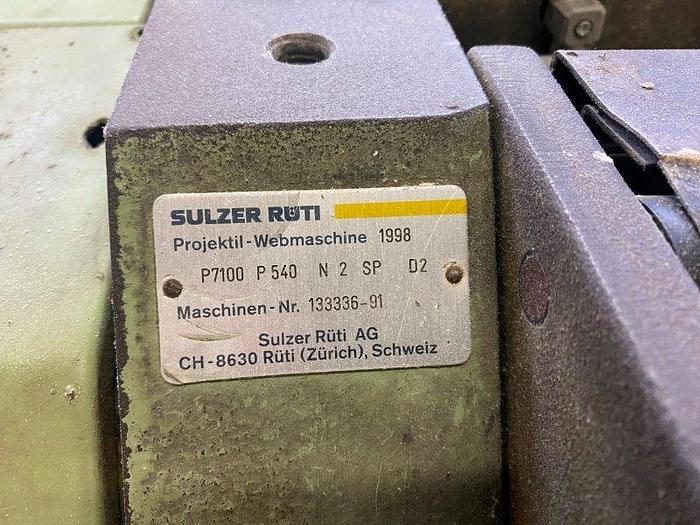 SULZER RÜTI
Projektil-Webmaschine 1998
P7100 P 540 N 2 SP D2
Maschinen-Nr. 133336-91
Sulzer Rüti AG
CH-8630 Rüti (Zürich), Schweiz